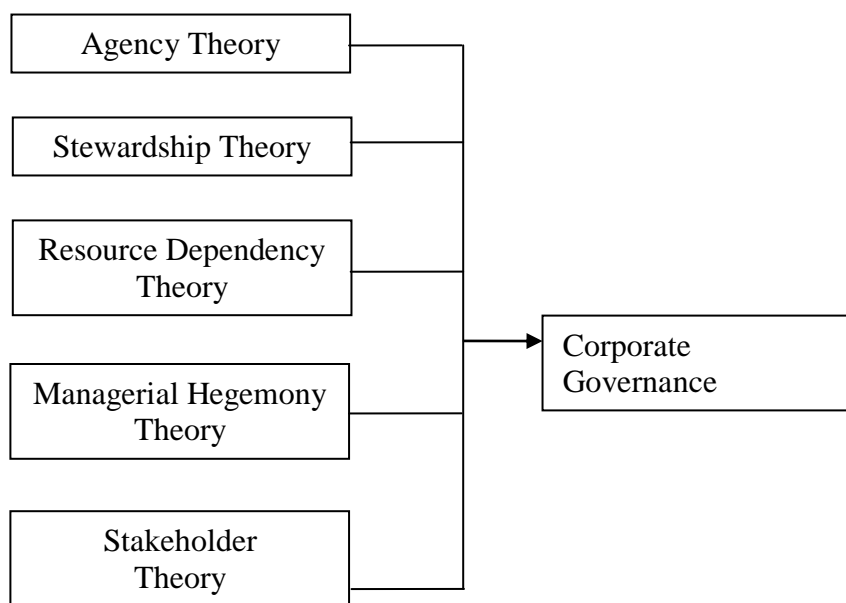 Agency Theory
Stewardship Theory
Resource Dependency
Theory
Managerial Hegemony
Theory
Stakeholder
Theory
Corporate
Governance